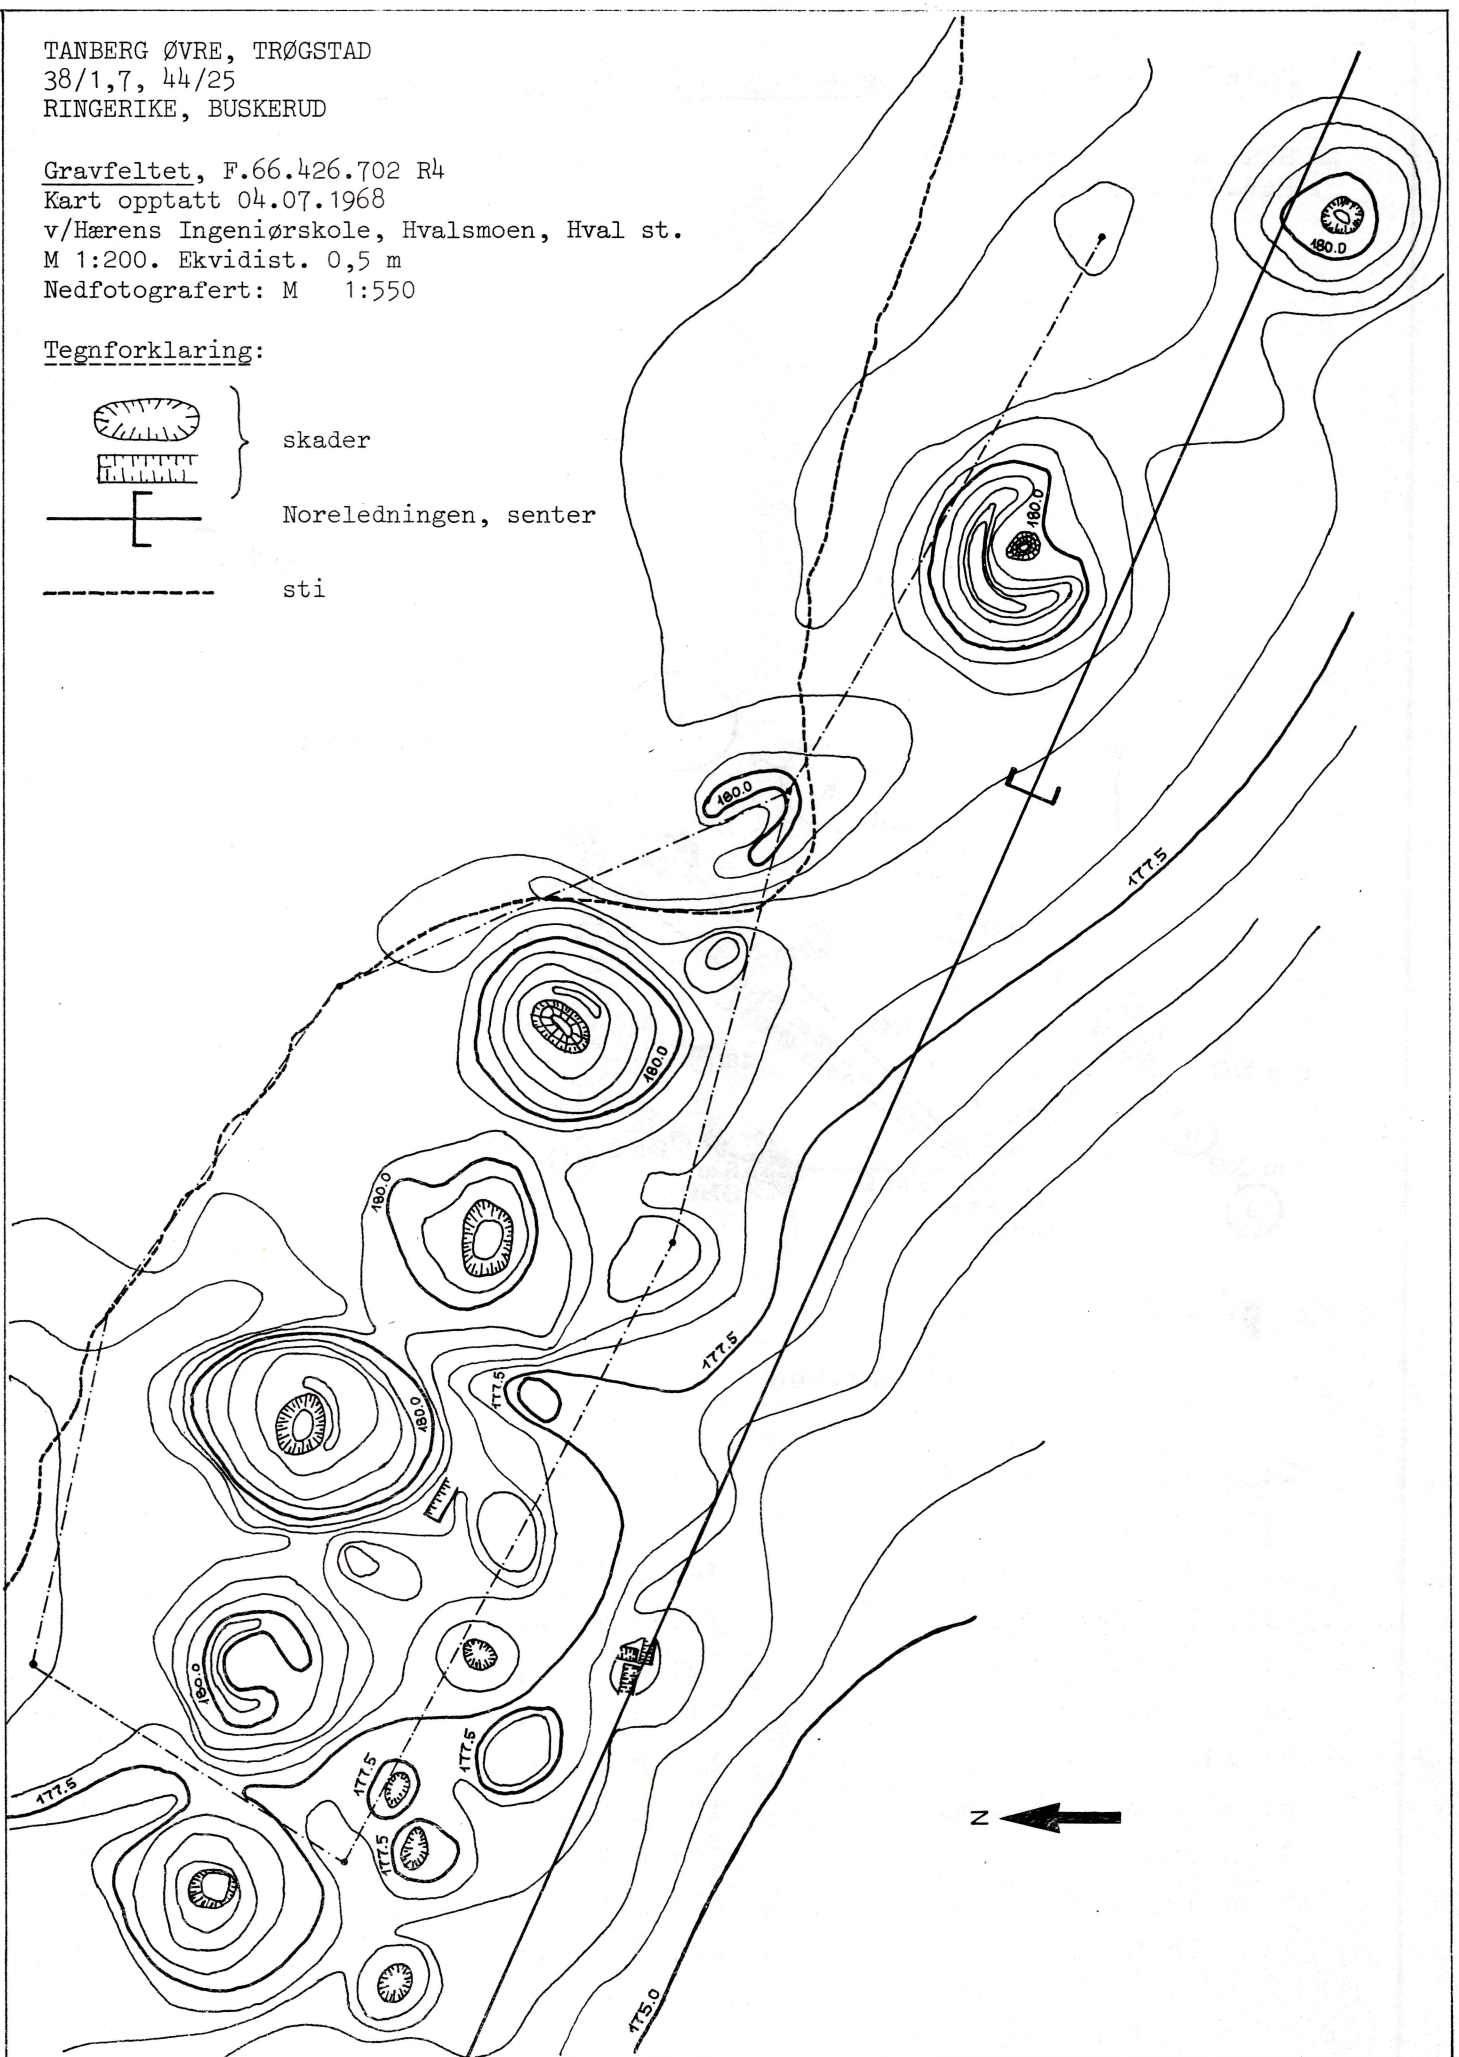 TANBERG ØVRE, TRØGSTAD
38/1,7, 44/25
RINGERIKE, BUSKERUD
Gravfeltet, F.66.426.702 R4
Kart opptatt 04.07.1968
v/Hærens Ingeniørskole, Hvalsmoen, Hval st.
M 1:200. Ekvidist. 0,5 m
Nedfotografert: M 1:550
Tegnforklaring:
skader
Noreledningen, senter
sti
180.0
180.0
180.0
177.5
180.0
180.0
177.5
177.5
180.0
180.0
177.5
177.5
177.5
177.5
N
175.0